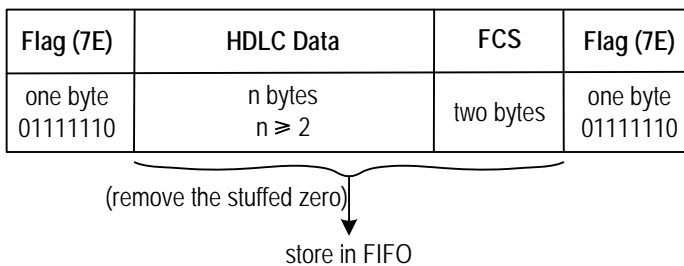 Flag (7E) HDLC Data FCS Flag (7E)
one byte n bytes two bytes one byte
01111110 n ≥ 2 01111110
(remove the stuffed zero)
store in FIFO